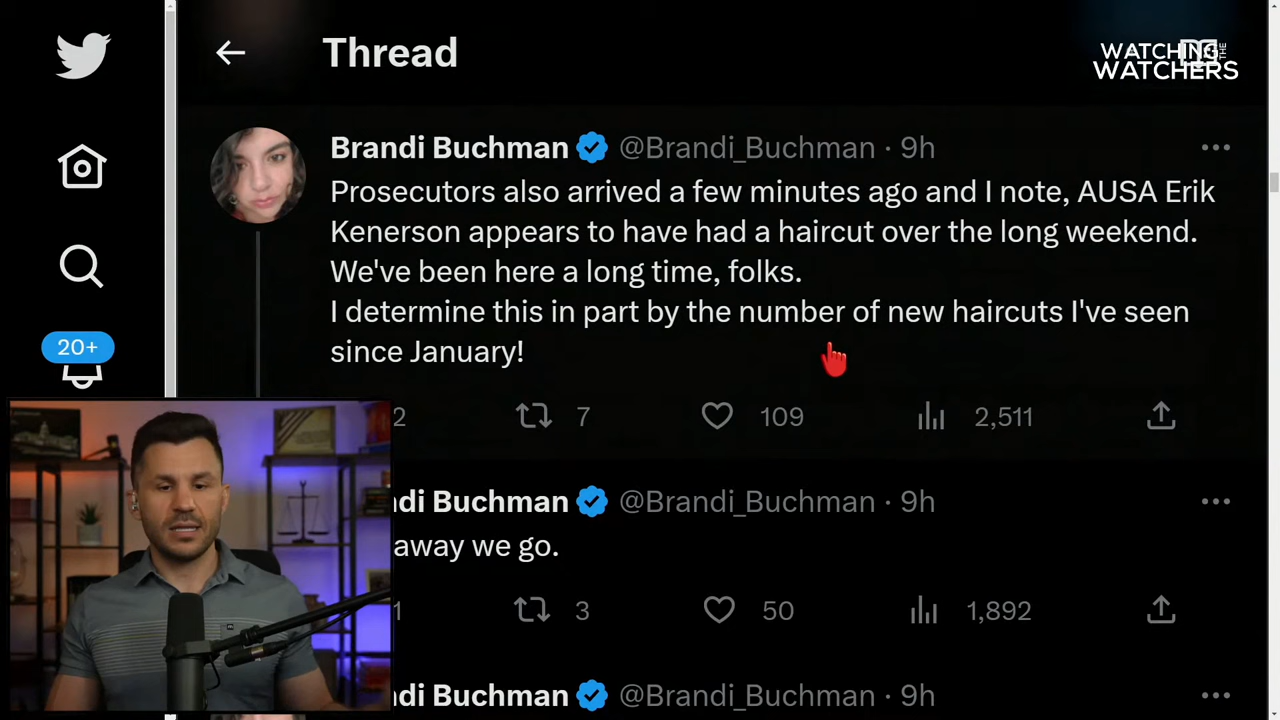 Thread
WATCHING THE
WATCHERS
Brandi Buchman @Brandi_Buchman · 9h
Prosecutors also arrived a few minutes ago and I note, AUSA Erik
Kenerson appears to have had a haircut over the long weekend.
We've been here a long time, folks.
I determine this in part by the number of new haircuts I've seen
since January!
20+
2 7 109 2,511
di Buchman @Brandi_Buchman · 9h
away we go.
1 3 50 1,892
di Buchman @Brandi_Buchman · 9h